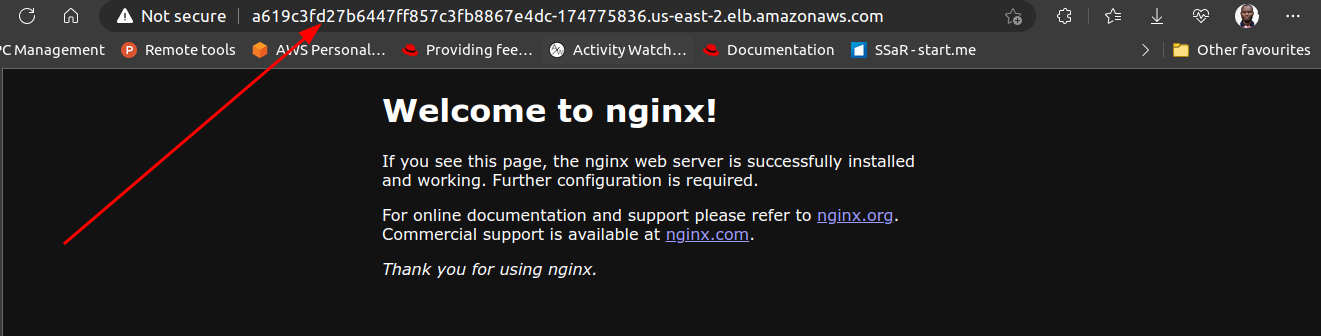 Not secure a619c3fd27b6447ff857c3fb8867e4dc-174775836.us-east-2.elb.amazonaws.com
PC Management Remote tools AWS Personal... Providing fee... Activity Watch... Documentation SSaR - start.me Other favourites
Welcome to nginx!
If you see this page, the nginx web server is successfully installed
and working. Further configuration is required.
For online documentation and support please refer to nginx.org.
Commercial support is available at nginx.com.
Thank you for using nginx.